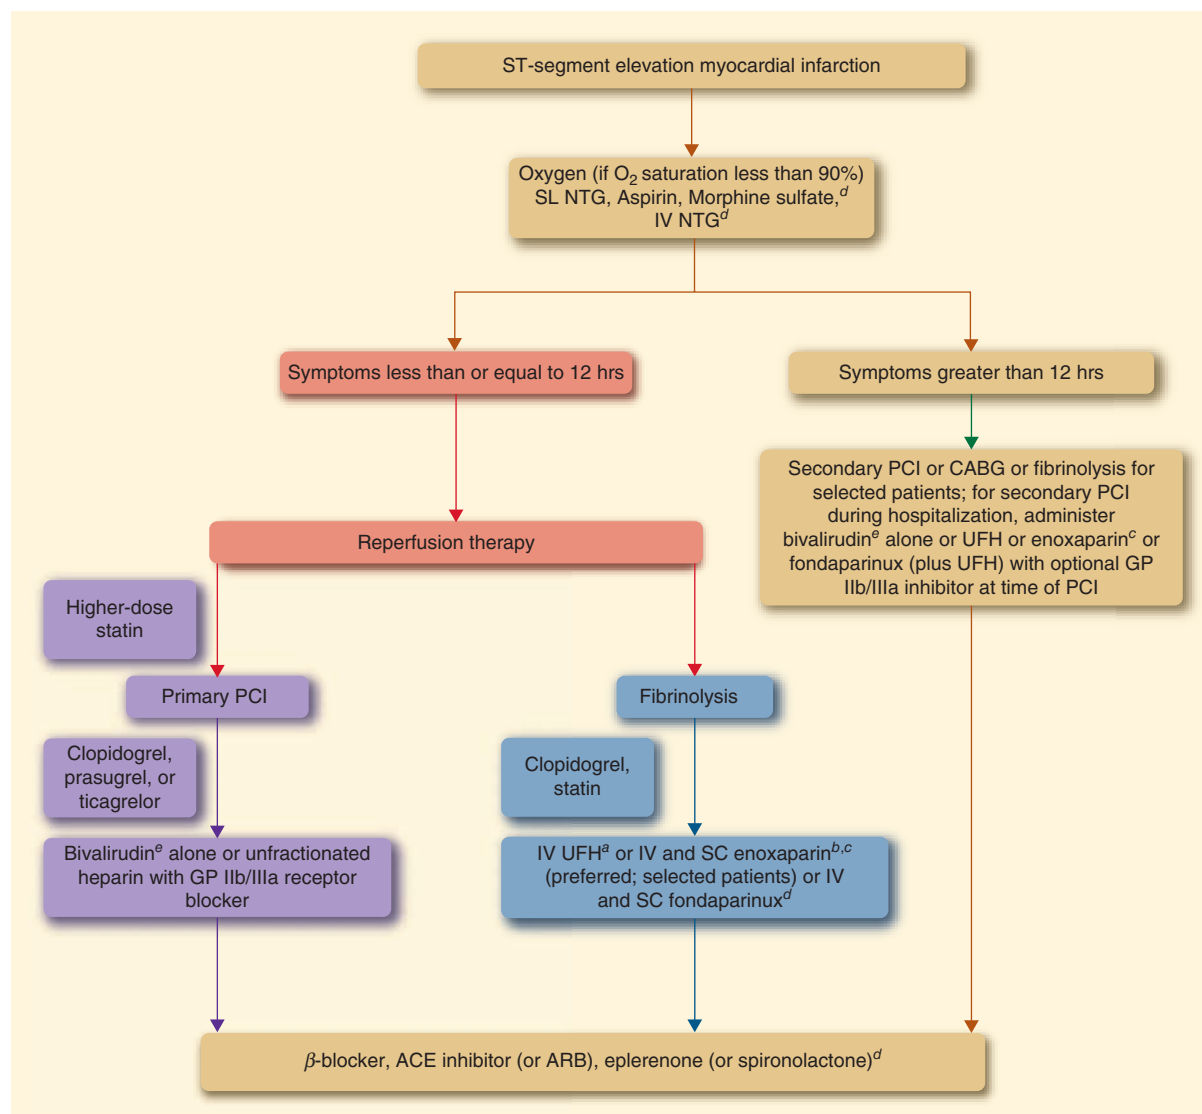 ST-segment elevation myocardial infarction
Oxygen (if O₂ saturation less than 90%)
SL NTG, Aspirin, Morphine sulfate,ᵈ
IV NTGᵈ
Symptoms less than or equal to 12 hrs
Symptoms greater than 12 hrs
Secondary PCI or CABG or fibrinolysis for
selected patients; for secondary PCI
during hospitalization, administer
bivalirudinᵉ alone or UFH or enoxaparinᶜ or
fondaparinux (plus UFH) with optional GP
IIb/IIIa inhibitor at time of PCI
Reperfusion therapy
Higher-dose
statin
Primary PCI
Clopidogrel,
prasugrel, or
ticagrelor
Bivalirudinᵉ alone or unfractionated
heparin with GP IIb/IIIa receptor
blocker
Fibrinolysis
Clopidogrel,
statin
IV UFHᵃ or IV and SC enoxaparinᵇ,ᶜ
(preferred; selected patients) or IV
and SC fondaparinuxᵈ
β-blocker, ACE inhibitor (or ARB), eplerenone (or spironolactone)ᵈ